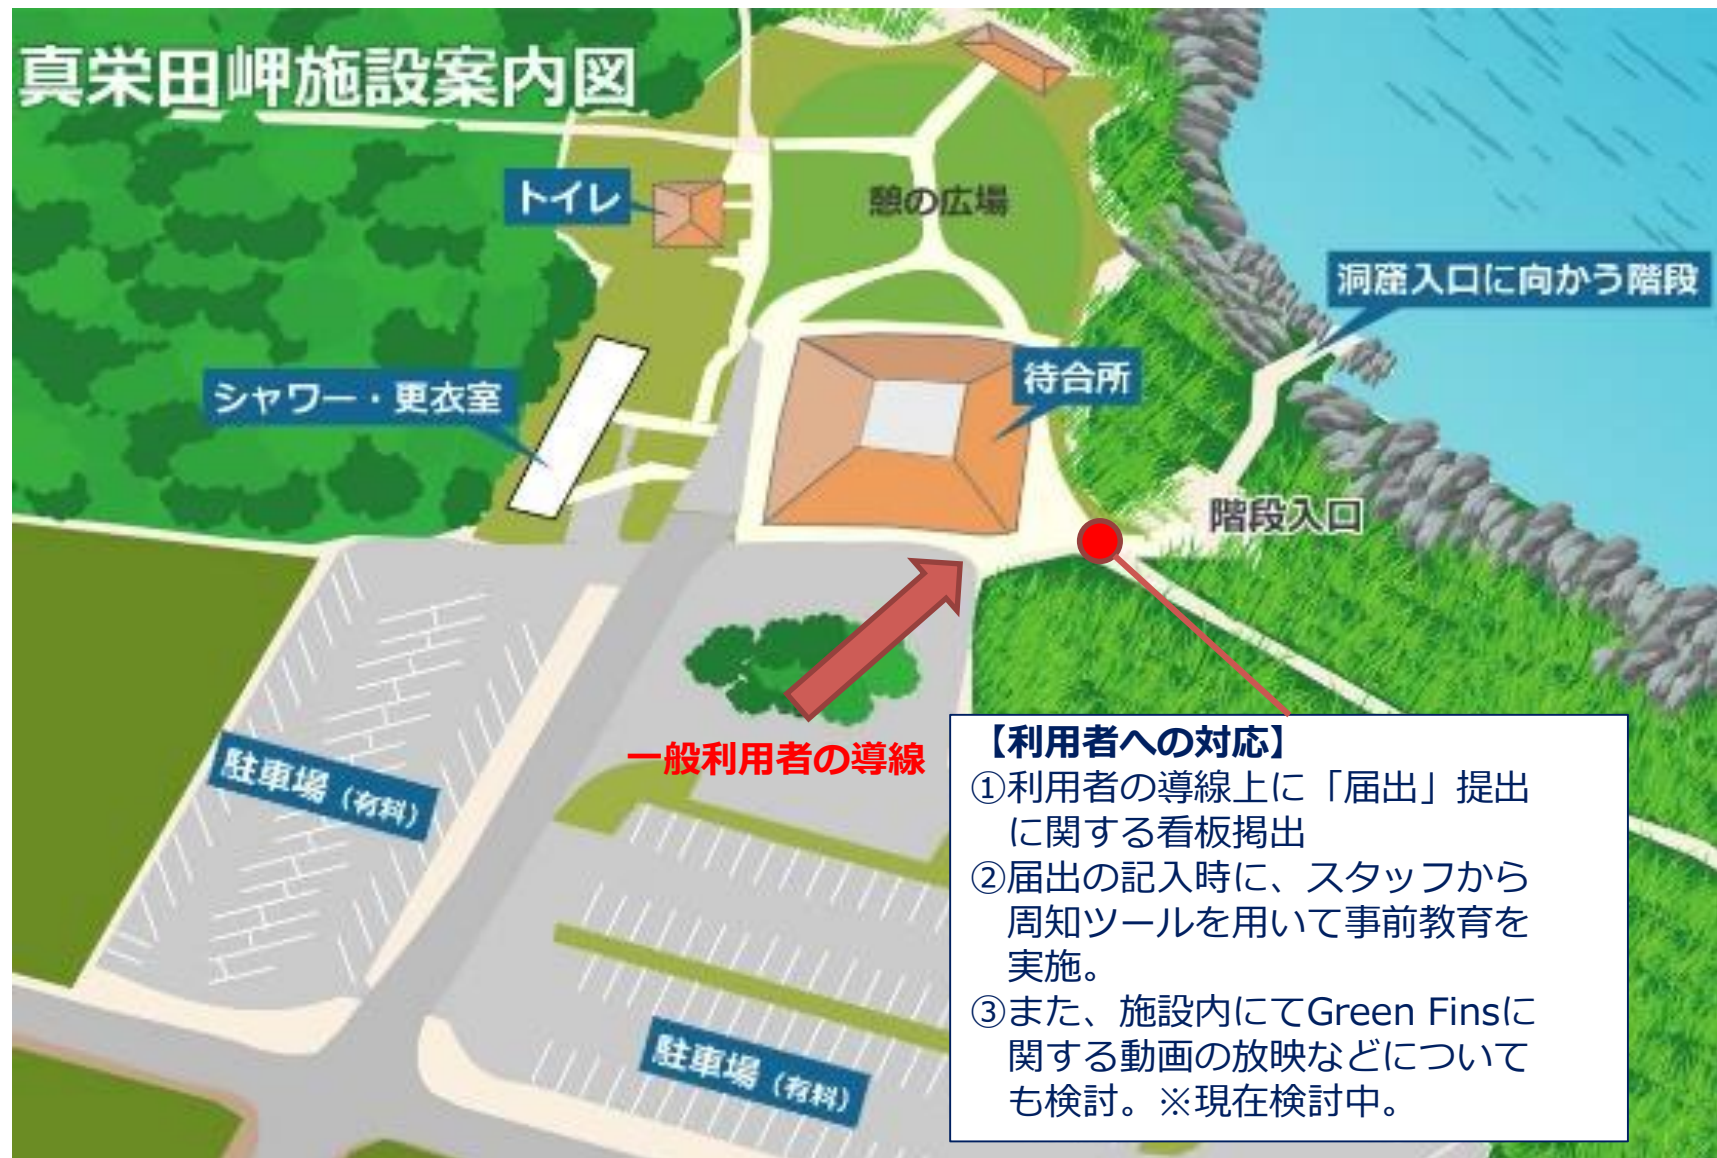 真栄田岬施設案内図
トイレ
憩の広場
洞窟入口に向かう階段
シャワー・更衣室
待合所
階段入口
一般利用者の導線
駐車場（有料）
駐車場（有料）
【利用者への対応】
①利用者の導線上に「届出」提出
に関する看板掲出
②届出の記入時に、スタッフから
周知ツールを用いて事前教育を
実施。
③また、施設内にてGreen Finsに
関する動画の放映などについて
も検討。※現在検討中。